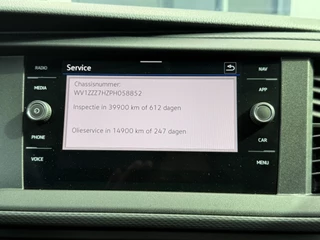 Service
RADIO
MEDIA
PHONE
VOICE
Chassisnummer:
WV1ZZZ7HZPH038852
Inspectie in 39900 km of 612 dagen
Olieservice in 14900 km of 247 dagen
NAV
APP
CAR
MENU